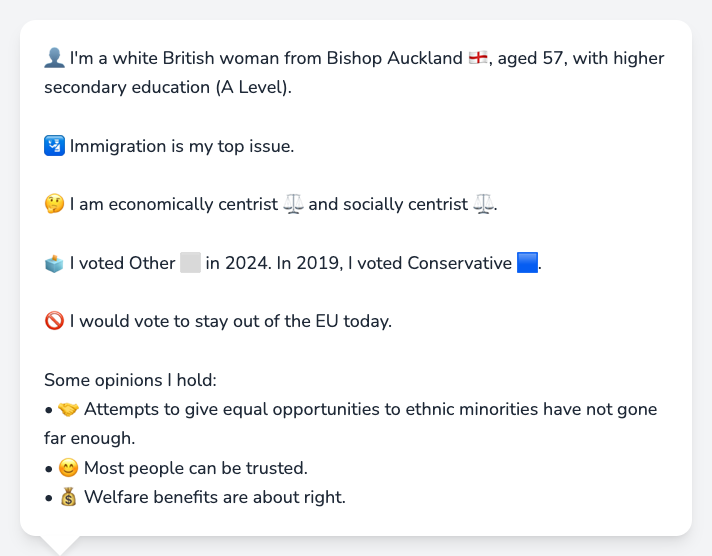 👤 I'm a white British woman from Bishop Auckland 🏴󠁧󠁢󠁥󠁮󠁧󠁿, aged 57, with higher
secondary education (A Level).
🛂 Immigration is my top issue.
🤔 I am economically centrist ⚖️ and socially centrist ⚖️.
🗳️ I voted Other ⬜ in 2024. In 2019, I voted Conservative 🟦.
🚫 I would vote to stay out of the EU today.
Some opinions I hold:
• 🤝 Attempts to give equal opportunities to ethnic minorities have not gone
far enough.
• 😊 Most people can be trusted.
• 💰 Welfare benefits are about right.